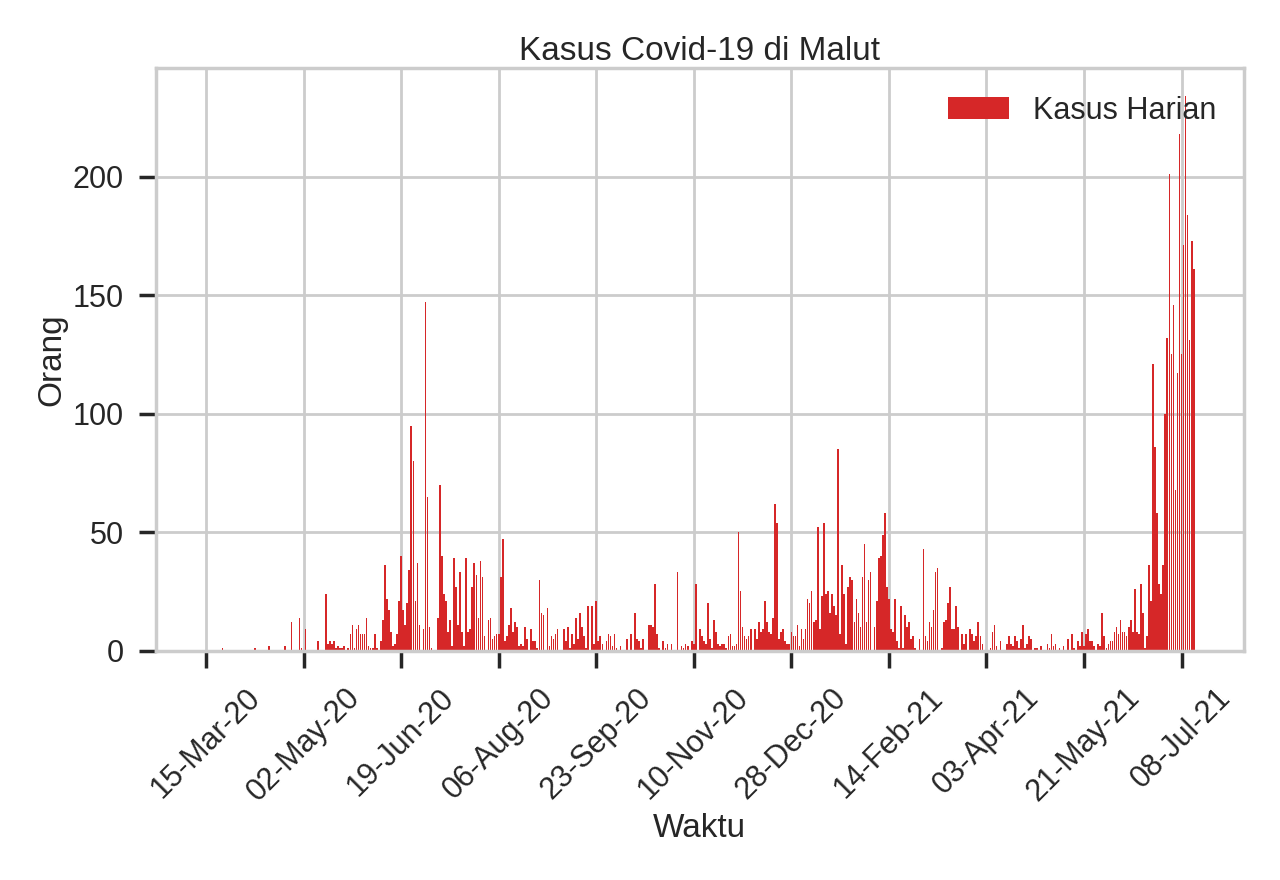 Kasus Covid-19 di Malut
Kasus Harian
200
150
100
50
0
Orang
15-Mar-20
02-May-20
19-Jun-20
06-Aug-20
23-Sep-20
10-Nov-20
28-Dec-20
14-Feb-21
03-Apr-21
21-May-21
08-Jul-21
Waktu